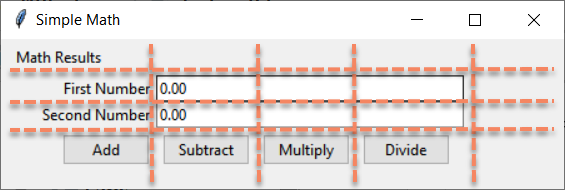 Simple Math
Math Results
First Number 0.00
Second Number 0.00
Add Subtract Multiply Divide